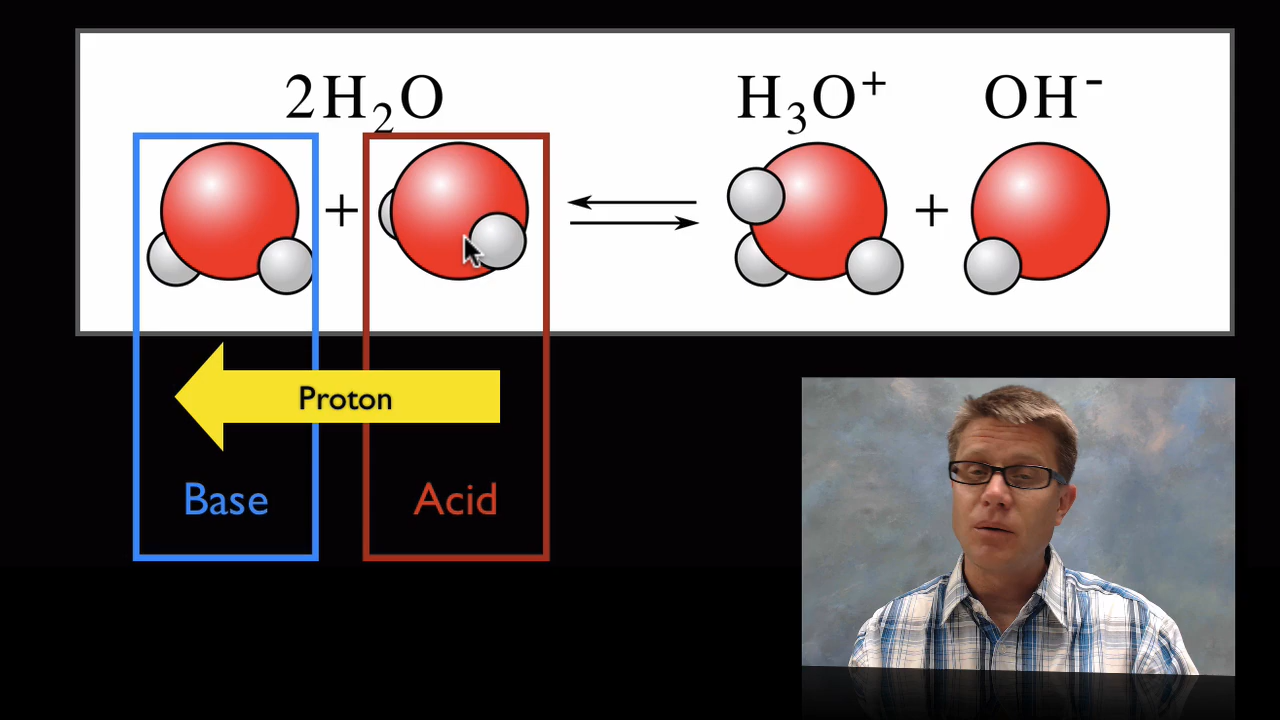 2H₂O H₃O⁺ OH⁻
+ +
Proton
Base Acid